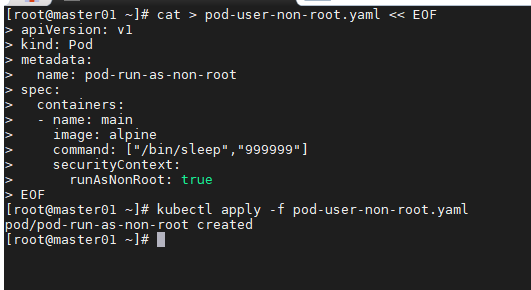 [root@master01 ~]# cat > pod-user-non-root.yaml << EOF
> apiVersion: v1
> kind: Pod
> metadata:
>   name: pod-run-as-non-root
> spec:
>   containers:
>   - name: main
>     image: alpine
>     command: ["/bin/sleep","999999"]
>     securityContext:
>       runAsNonRoot: true
> EOF
[root@master01 ~]# kubectl apply -f pod-user-non-root.yaml
pod/pod-run-as-non-root created
[root@master01 ~]#